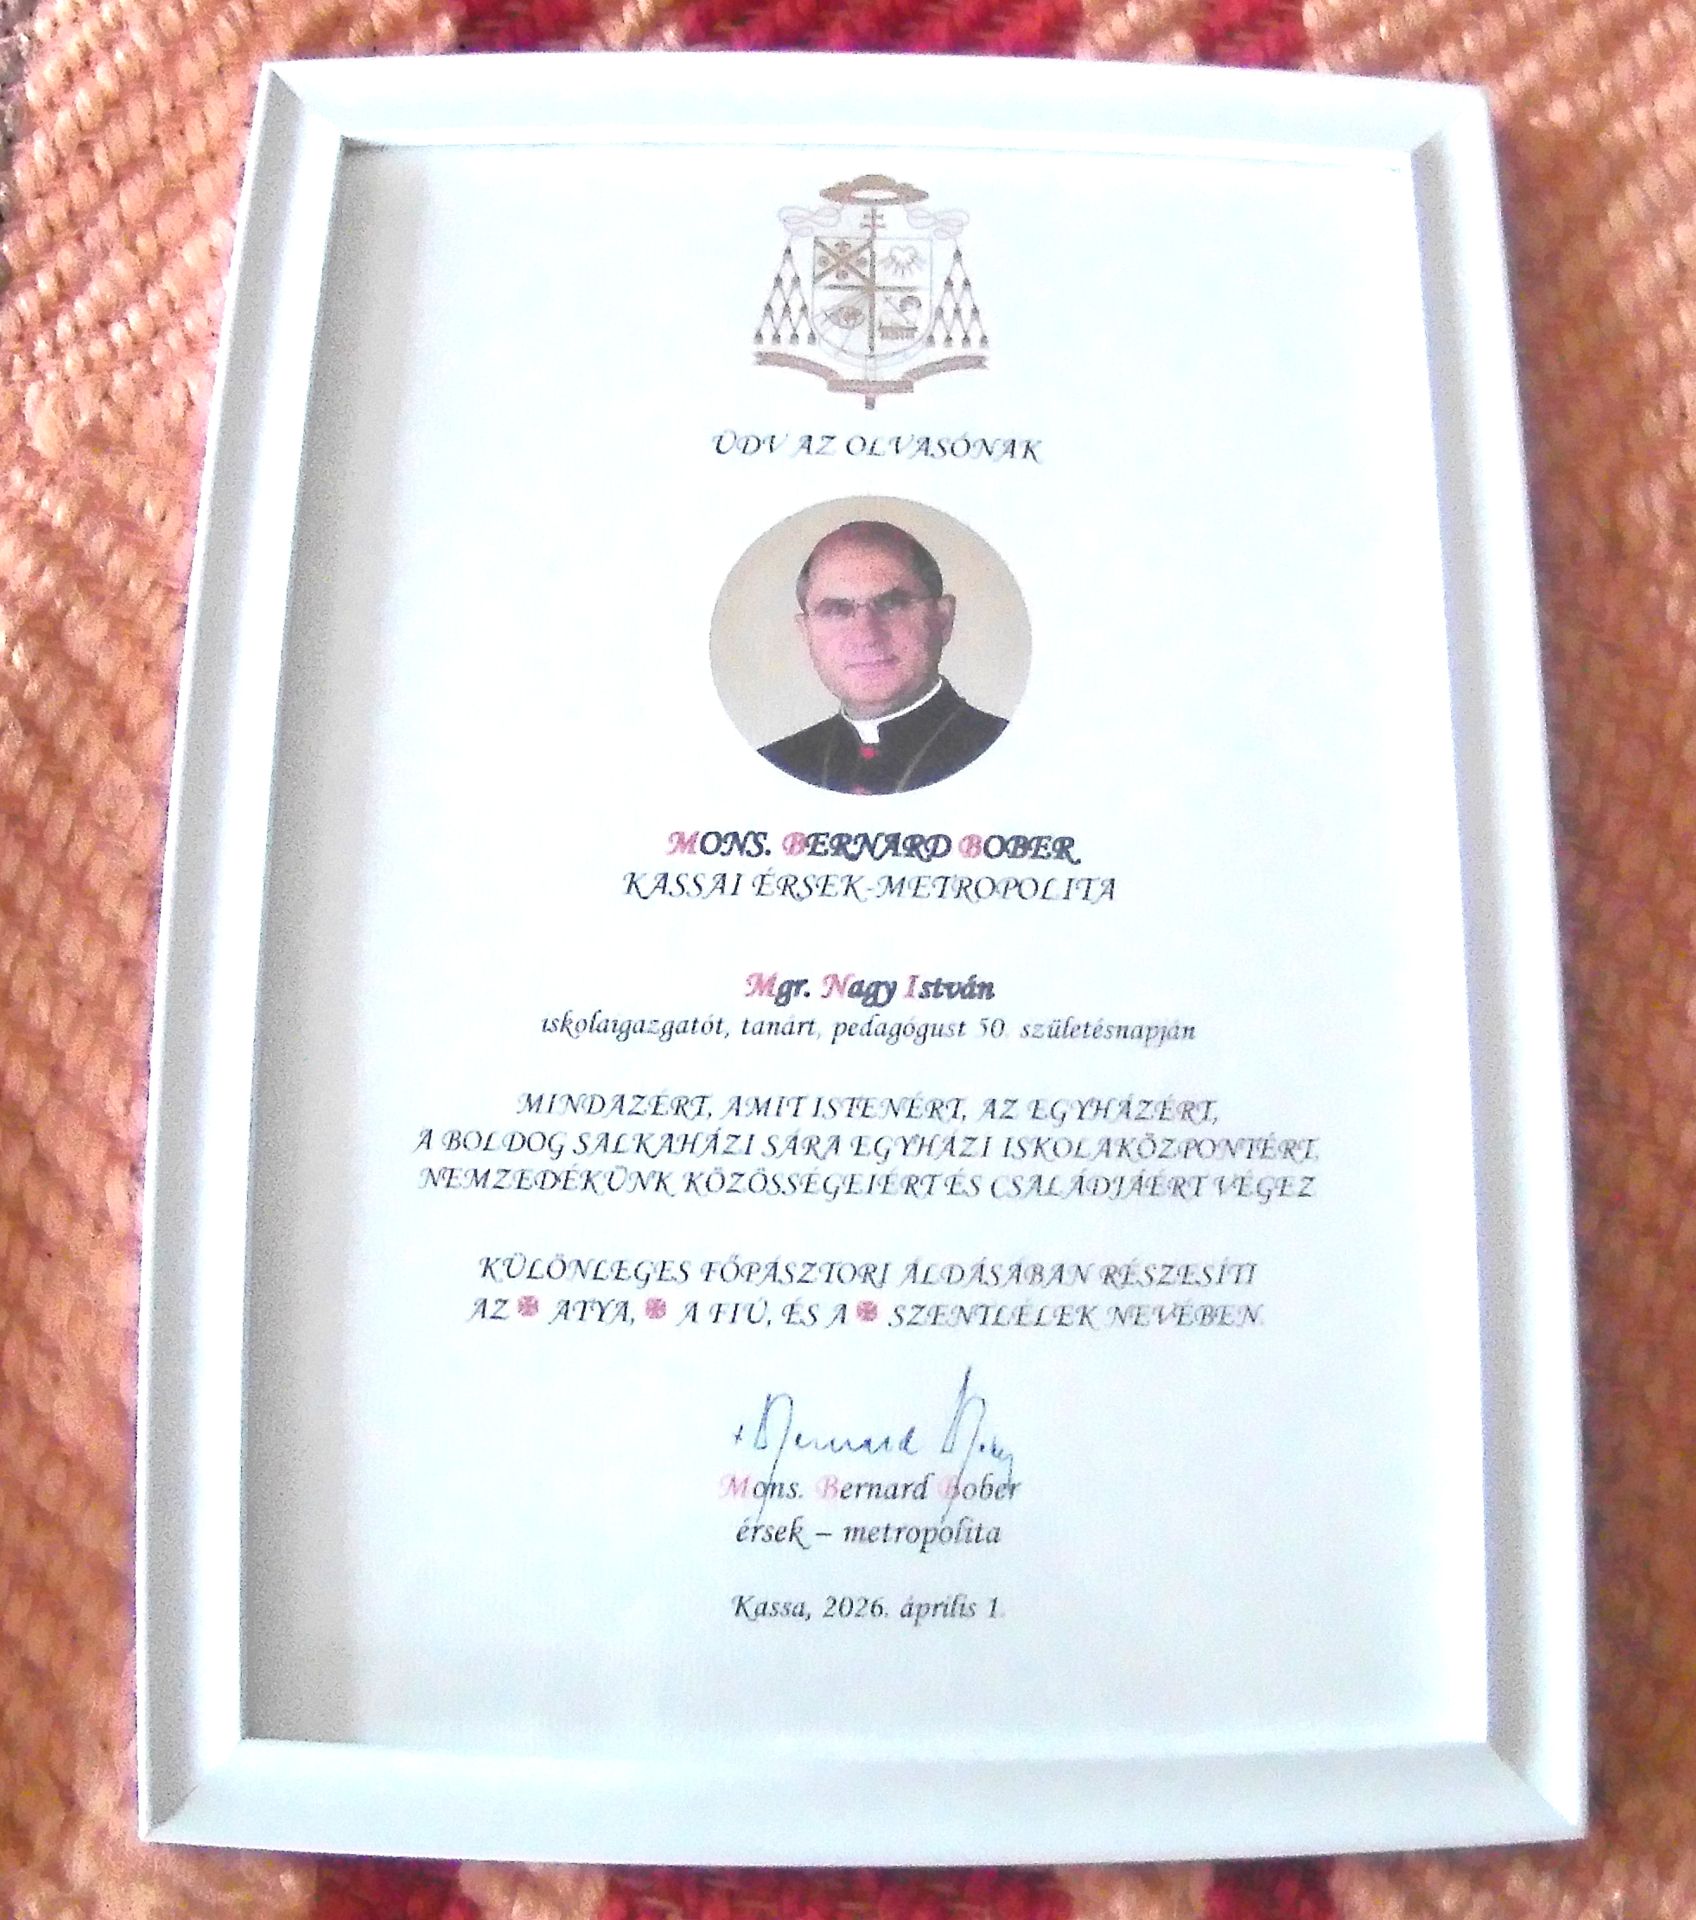 ÜDV AZ OLVASÓNAK
MONS. BERNARD BOBER
KASSAI ÉRSEK-METROPOLITA
Mgr. Nagy István
iskolaigazgatót, tanárt, pedagógust 50. születésnapján
MINDAZÉRT, AMIT ISTENÉRT, AZ EGYHÁZÉRT,
A BOLDOG SALKAHÁZI SÁRA EGYHÁZI ISKOLAKÖZPONTÉRT,
NEMZEDÉKÜNK KÖZÖSSÉGEIÉRT ÉS CSALÁDJÁÉRT VÉGEZ
KÜLÖNLEGES FŐPÁSZTORI ÁLDÁSÁBAN RÉSZESÍTI
AZ ✠ ATYA, ✠ A FIÚ, ÉS A ✠ SZENTLÉLEK NEVÉBEN.
+ Bernard Bober
Mons. Bernard Bober
érsek – metropolita
Kassa, 2026. április 1.